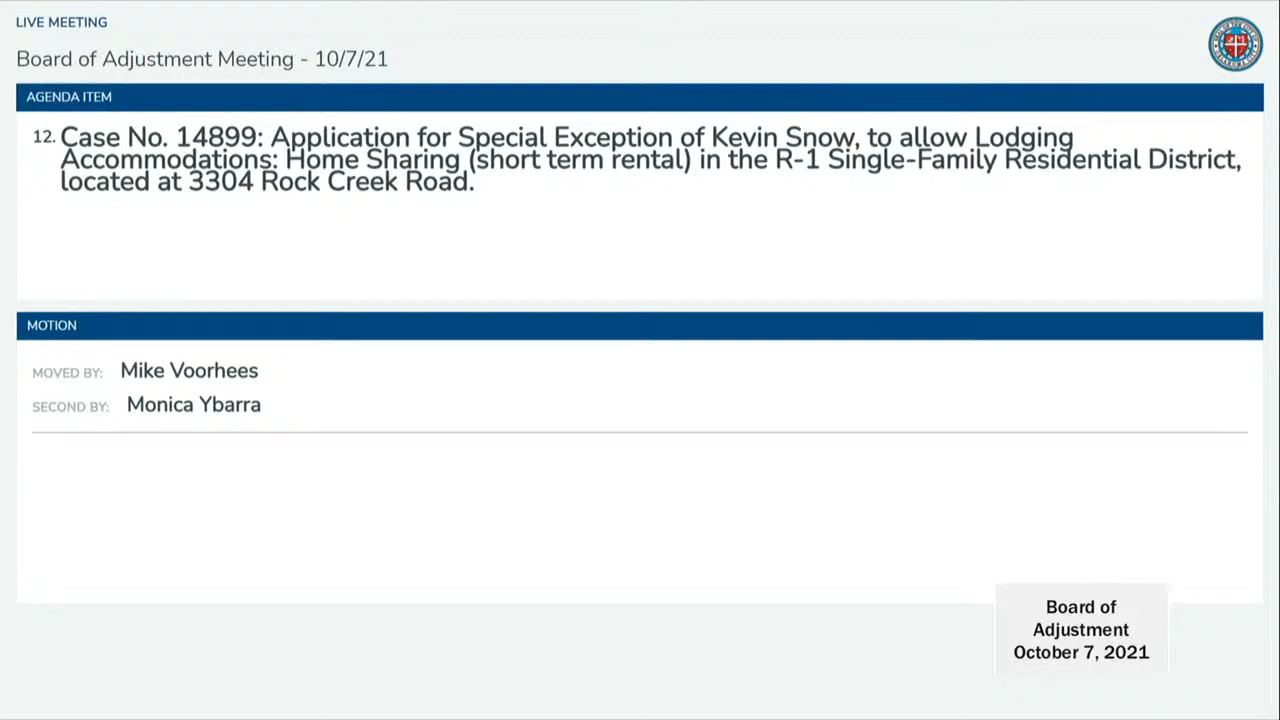 LIVE MEETING
Board of Adjustment Meeting - 10/7/21
AGENDA ITEM
12. Case No. 14899: Application for Special Exception of Kevin Snow, to allow Lodging
Accommodations: Home Sharing (short term rental) in the R-1 Single-Family Residential District,
located at 3304 Rock Creek Road.
MOTION
MOVED BY: Mike Voorhees
SECOND BY: Monica Ybarra
Board of
Adjustment
October 7, 2021